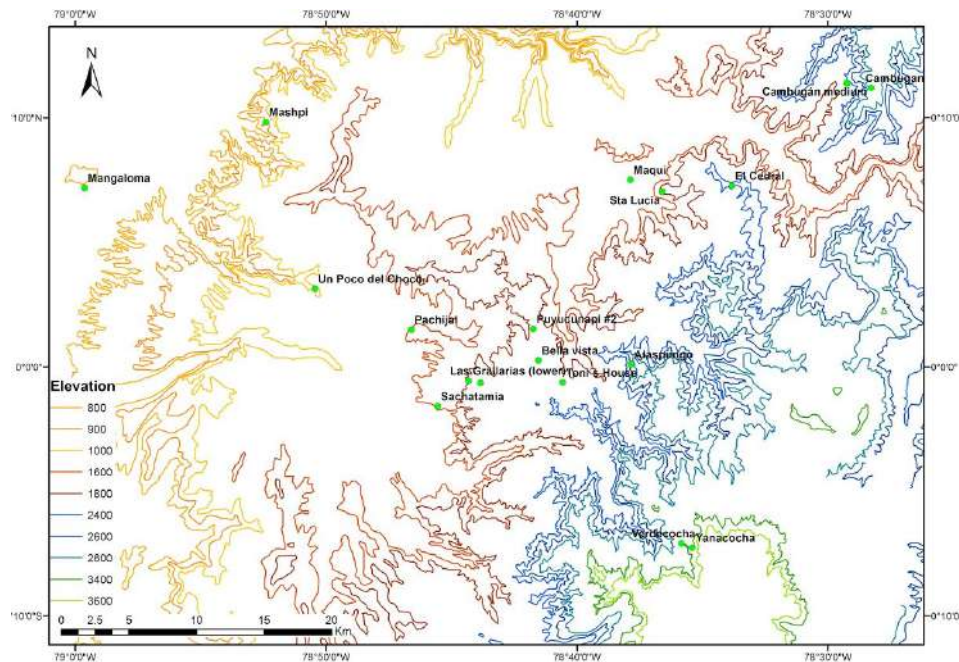 79°0'0"W 78°50'0"W 78°40'0"W 78°30'0"W
N
Cambugan
Cambugan medium
10'0"N 0°10'0"
Mashpi
Maqui
El Cedral
Mangaloma
Sta Lucia
Un Poco del Choco
Pachijal
Puyucunapi #2
Bella vista
Alaspungo
0°0'0" 0°0'0"
Las Grallarias (lower)
Toni's House
Elevation
Sachatamia
800
900
1000
1600
1800
2400
2600
2800
3400
3600
Verdecocha
Yanacocha
10'0"S 0°10'0"
0 2.5 5 10 15 20
Km
79°0'0"W 78°50'0"W 78°40'0"W 78°30'0"W